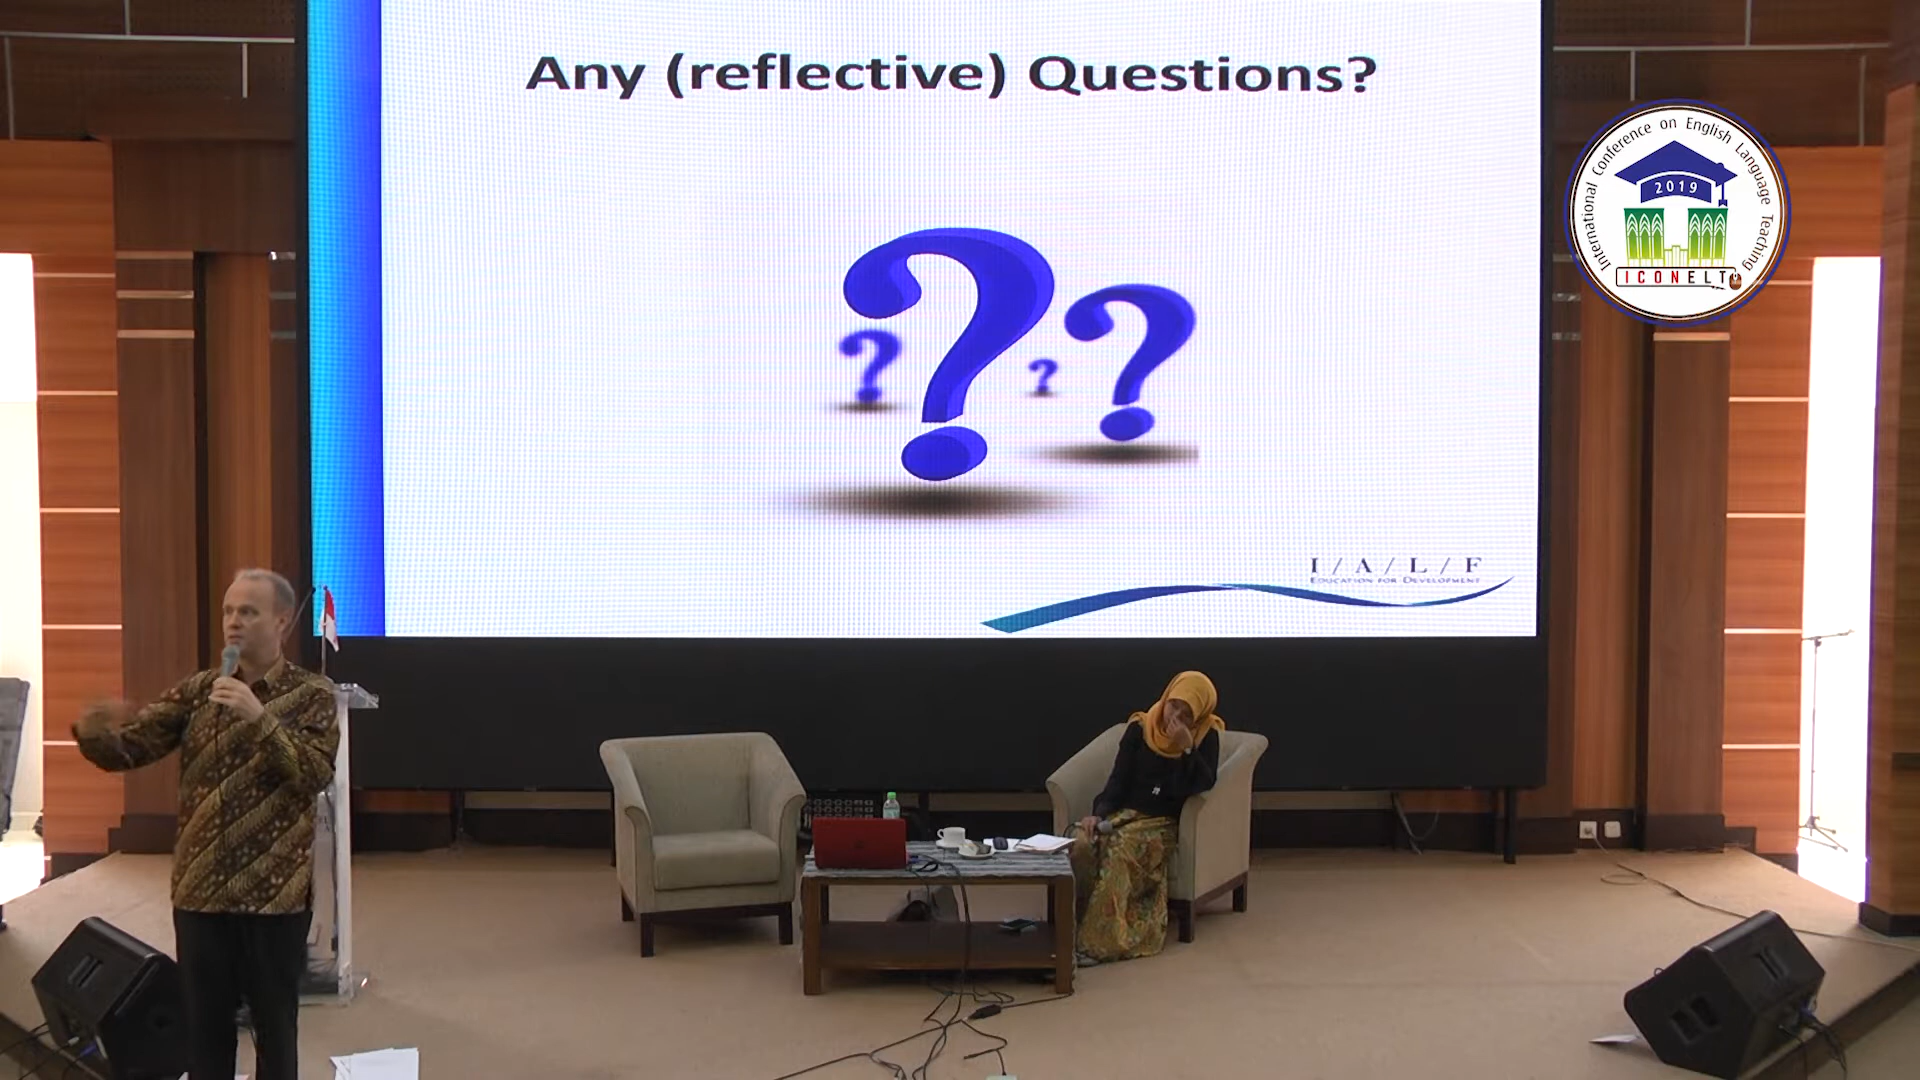 Any (reflective) Questions?
? ? ? ?
I / A / L / F
EDUCATION FOR DEVELOPMENT
International Conference on English Language Teaching
2019
ICONELT